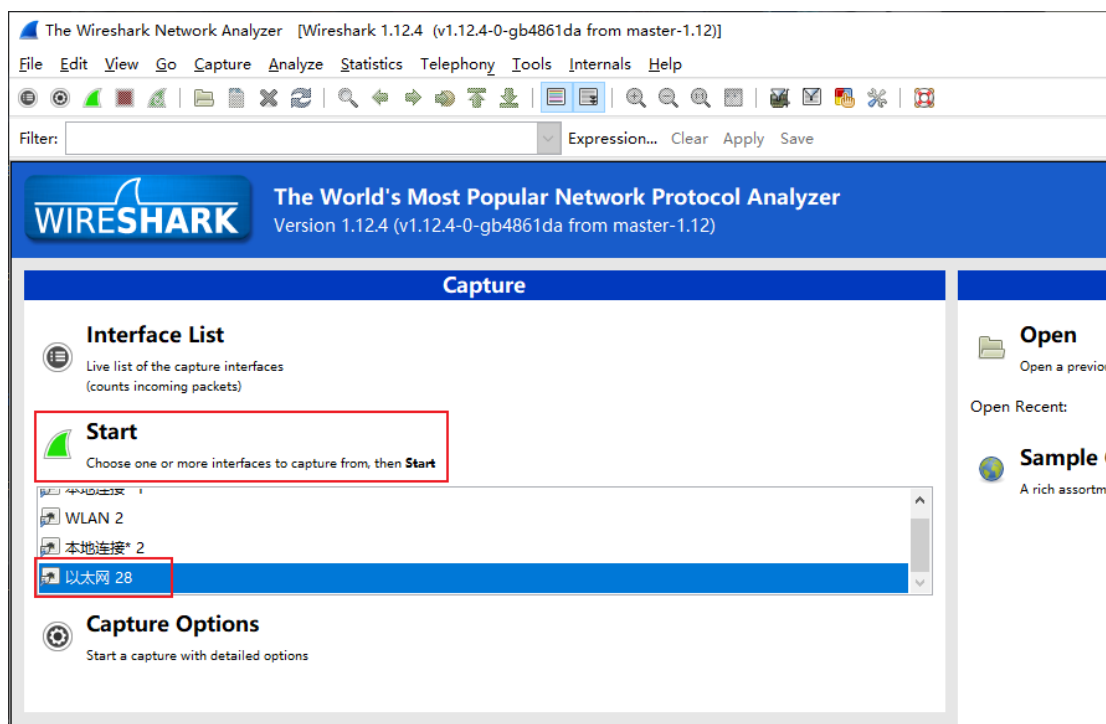 The Wireshark Network Analyzer [Wireshark 1.12.4 (v1.12.4-0-gb4861da from master-1.12)]
File Edit View Go Capture Analyze Statistics Telephony Tools Internals Help
Filter: Expression... Clear Apply Save
WIRESHARK
The World's Most Popular Network Protocol Analyzer
Version 1.12.4 (v1.12.4-0-gb4861da from master-1.12)
Capture
Interface List
Live list of the capture interfaces
(counts incoming packets)
Start
Choose one or more interfaces to capture from, then Start
WLAN 2
本地连接* 2
以太网 28
Capture Options
Start a capture with detailed options
Open
Open a previo
Open Recent:
Sample
A rich assortm